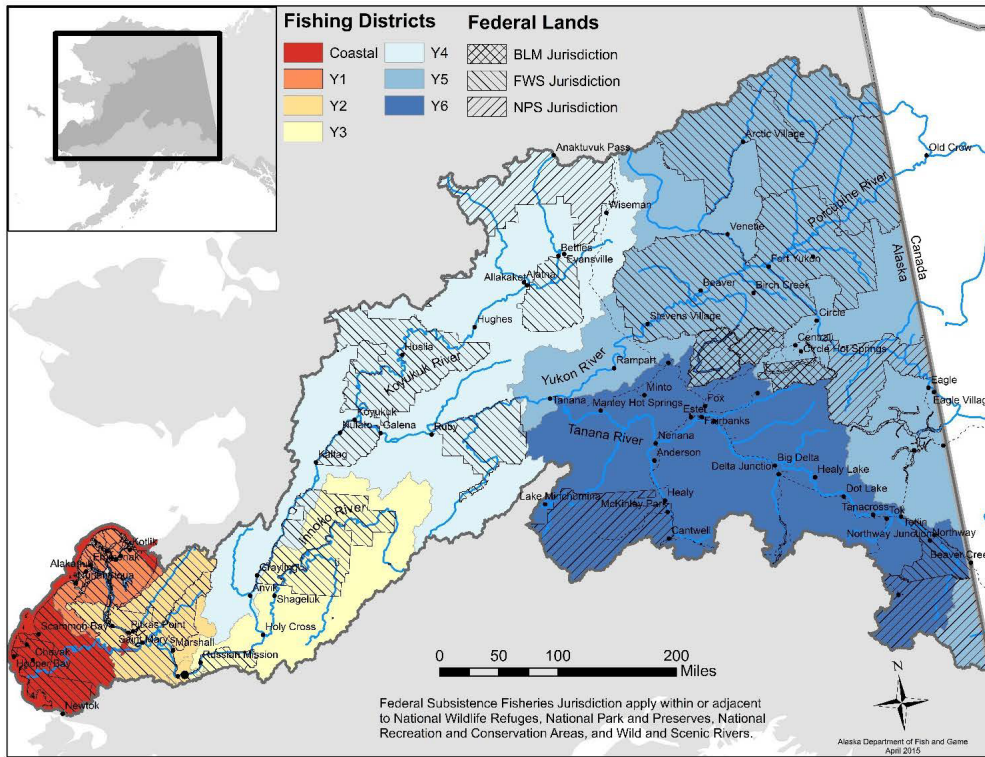 Fishing Districts
Coastal
Y1
Y2
Y3
Y4
Y5
Y6
Federal Lands
BLM Jurisdiction
FWS Jurisdiction
NPS Jurisdiction
Anaktuvuk Pass
Arctic Village
Old Crow
Wiseman
Porcupine River
Venetie
Canada
Alaska
Bettles
Evansville
Fort Yukon
Allakaket
Alatna
Beaver
Birch Creek
Hughes
Stevens Village
Circle
Central
Circle Hot Springs
Huslia
Koyukuk River
Yukon River
Rampart
Eagle
Eagle Village
Minto
Tanana
Manley Hot Springs
Fox
Ester
Fairbanks
Koyukuk
Nulato
Galena
Ruby
Tanana River
Nenana
Anderson
Kaltag
Big Delta
Delta Junction
Healy Lake
Dot Lake
Lake Minchumina
Healy
McKinley Park
Tanacross
Tok
Tetlin
Innoko River
Cantwell
Northway Junction
Northway
Beaver Creek
Kotlik
Emmonak
Alakanuk
Grayling
Anvik
Shageluk
Scammon Bay
Pitkas Point
Saint Mary's
Holy Cross
Chevak
Marshall
Hooper Bay
Russian Mission
Newtok
0 50 100 200
Miles
N
Federal Subsistence Fisheries Jurisdiction apply within or adjacent
to National Wildlife Refuges, National Park and Preserves, National
Recreation and Conservation Areas, and Wild and Scenic Rivers.
Alaska Department of Fish and Game
April 2015